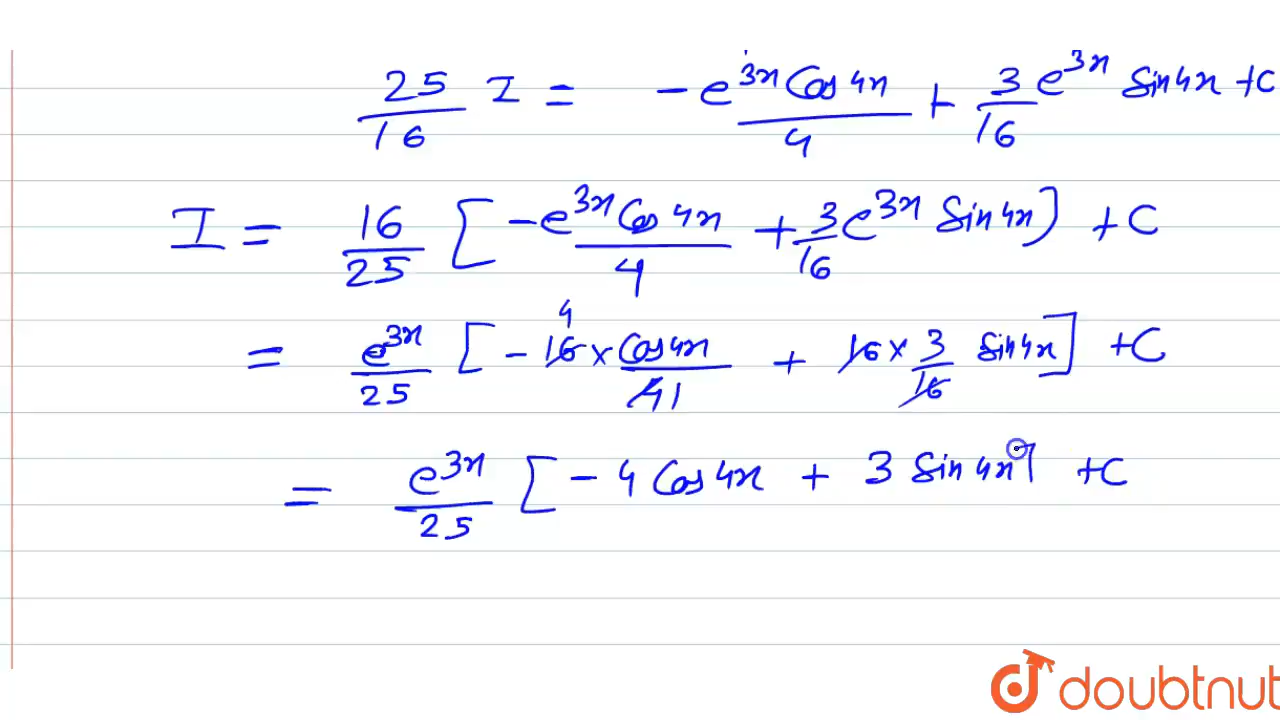 25/16 I = - e^3x Cos 4x / 4 + 3/16 e^3x Sin 4x + C
I = 16/25 [ - e^3x Cos 4x / 4 + 3/16 e^3x Sin 4x ] + C
= e^3x / 25 [ - 16 4 × Cos 4x / 4 1 + 16 × 3/16 Sin 4x ] + C
= e^3x / 25 [ - 4 Cos 4x + 3 Sin 4x ] + C
doubtnut